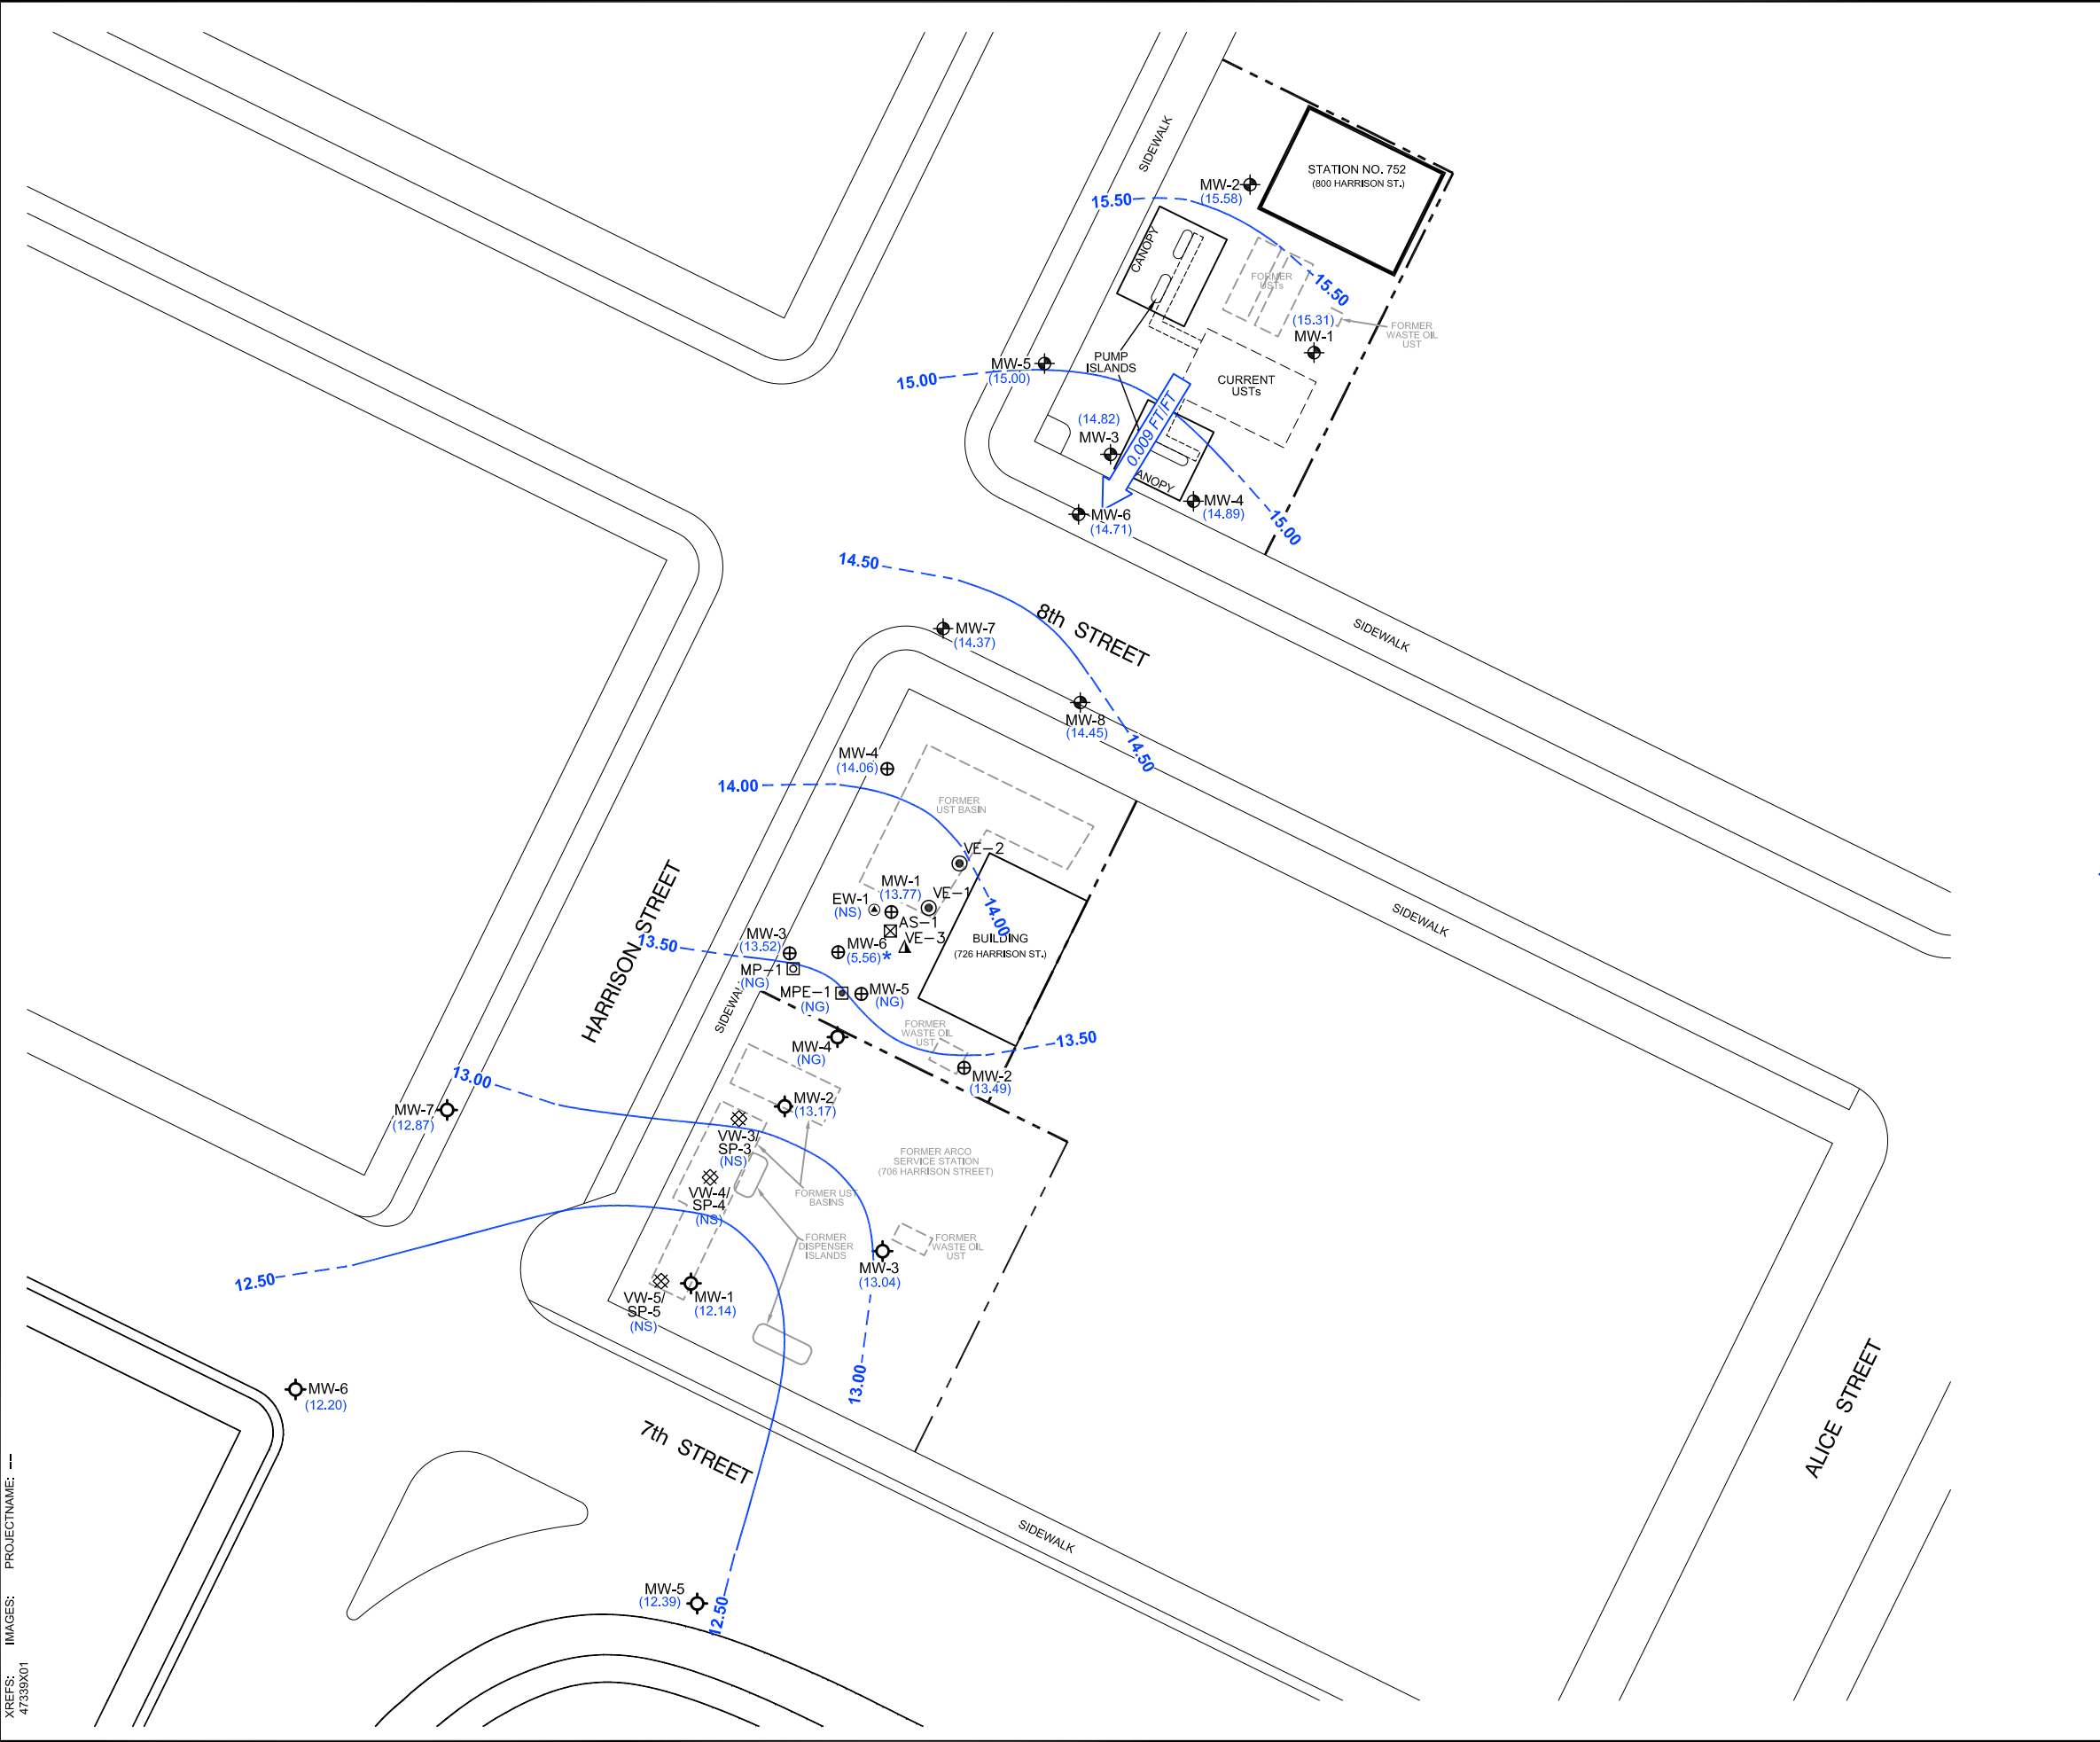 SIDEWALK
STATION NO. 752
(800 HARRISON ST.)
MW-2
(15.58)
15.50
CANOPY
FORMER
USTs
15.50
(15.31)
MW-1
FORMER
WASTE OIL
UST
MW-5
(15.00)
15.00
PUMP
ISLANDS
CURRENT
USTs
(14.82)
MW-3
0.009 FT/FT
ANOPY
MW-4
(14.89)
MW-6
(14.71)
15.00
14.50
8th STREET
SIDEWALK
MW-7
(14.37)
MW-8
(14.45)
14.50
MW-4
(14.06)
14.00
FORMER
UST BASIN
VE-2
MW-1
(13.77)
VE-1
EW-1
(NS)
14.00
AS-1
VE-3
HARRISON STREET
13.50
MW-3
(13.52)
MW-6
(5.56)*
BUILDING
(726 HARRISON ST.)
SIDEWALK
MP-1
(NG)
MPE-1
(NG)
MW-5
(NG)
SIDEWALK
FORMER
WASTE OIL
UST
13.50
MW-4
(NG)
MW-2
(13.49)
13.00
MW-7
(12.87)
MW-2
(13.17)
VW-3/
SP-3
(NS)
FORMER ARCO
SERVICE STATION
(706 HARRISON STREET)
VW-4/
SP-4
(NS)
FORMER UST
BASINS
FORMER
DISPENSER
ISLANDS
FORMER
WASTE OIL
UST
12.50
MW-3
(13.04)
VW-5/
SP-5
(NS)
MW-1
(12.14)
13.00
MW-6
(12.20)
7th STREET
ALICE STREET
SIDEWALK
MW-5
(12.39)
12.50
XREFS: IMAGES: PROJECTNAME: --
47339X01